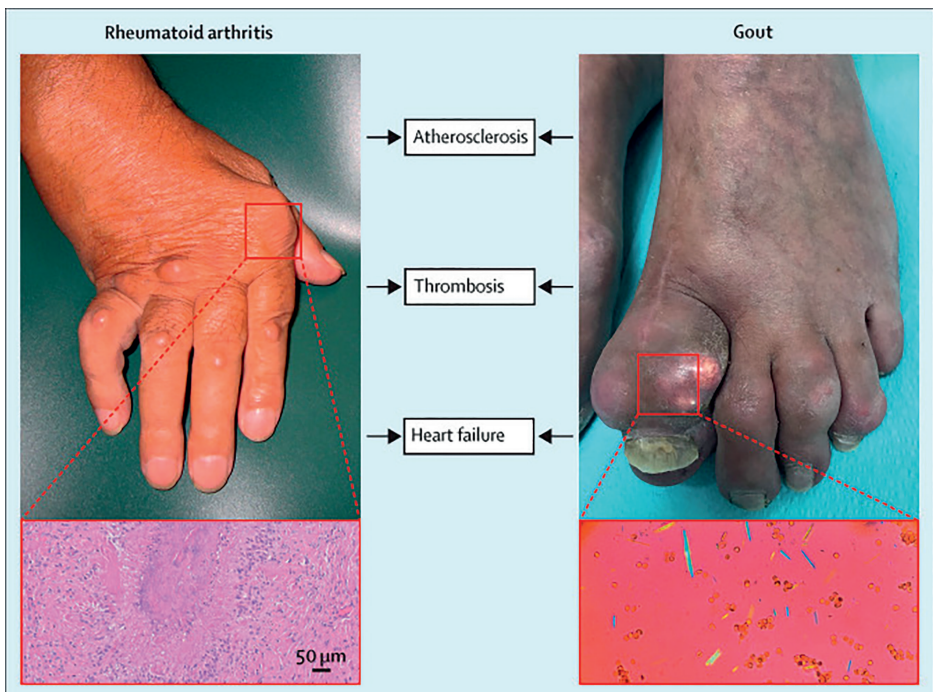 Rheumatoid arthritis
Gout
Atherosclerosis
Thrombosis
Heart failure
50 µm